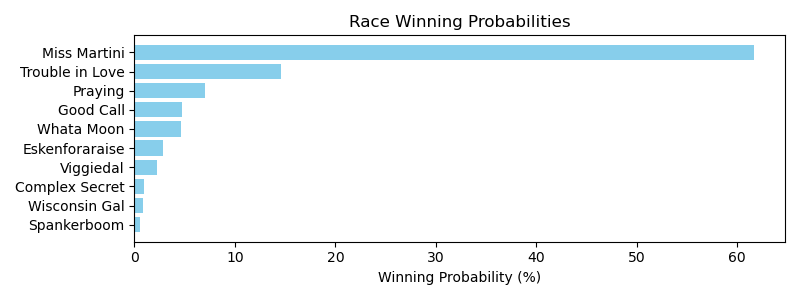 Race Winning Probabilities
Miss Martini
Trouble in Love
Praying
Good Call
Whata Moon
Eskenforaraise
Viggiedal
Complex Secret
Wisconsin Gal
Spankerboom
0 10 20 30 40 50 60
Winning Probability (%)